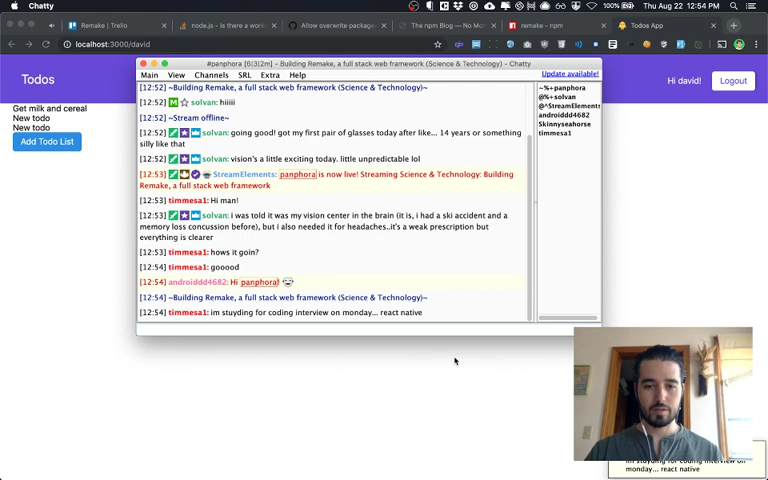 Chatty
100%
Thu Aug 22 12:54 PM
Remake | Trello
node.js - Is there a work
Allow overwrite package
The npm Blog — No Mo
remake - npm
Todos App
localhost:3000/david
#panphora [6|3|2m] - Building Remake, a full stack web framework (Science & Technology) - Chatty
Main View Channels SRL Extra Help
Update available!
Todos
Hi david!
Logout
Get milk and cereal
New todo
New todo
Add Todo List
~Building Remake, a full stack web framework (Science & Technology)~
[12:52] M solvan: hiiiii
[12:52] ~Stream offline~
[12:52] solvan: going good! got my first pair of glasses today after like... 14 years or something
silly like that
[12:52] solvan: vision's a little exciting today. little unpredictable lol
[12:53] StreamElements: panphora is now live! Streaming Science & Technology: Building
Remake, a full stack web framework
[12:53] timmesa1: Hi man!
[12:53] solvan: i was told it was my vision center in the brain (it is, i had a ski accident and a
memory loss concussion before), but i also needed it for headaches..it's a weak prescription but
everything is clearer
[12:53] timmesa1: hows it goin?
[12:54] timmesa1: gooood
[12:54] androiddd4682: Hi panphora!
[12:54] ~Building Remake, a full stack web framework (Science & Technology)~
[12:54] timmesa1: im stuyding for coding interview on monday... react native
~%+panphora
@%+solvan
@^StreamElements
androiddd4682
Skinnyseahorse
timmesa1
im stuyding for coding interview on
monday... react native